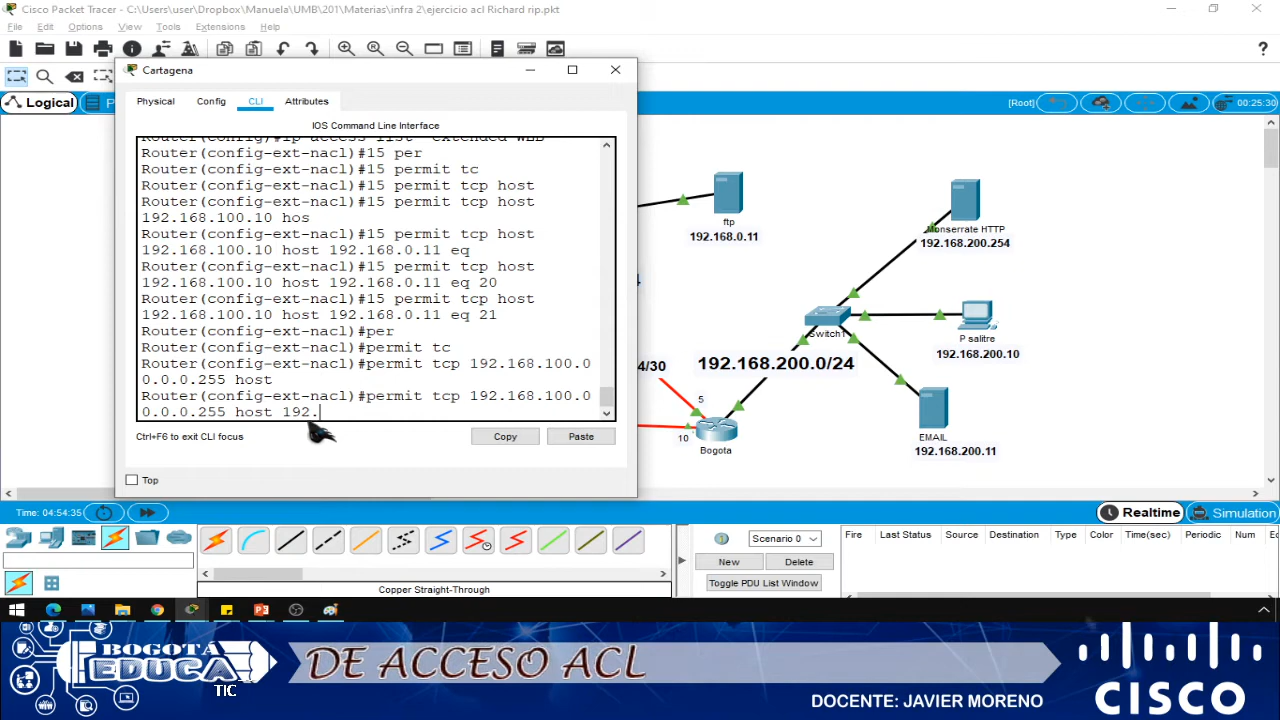 Cisco Packet Tracer - C:\Users\user\Dropbox\Manuela\UMB\201\Materias\infra 2\ejercicio acl Richard rip.pkt
File Edit Options View Tools Extensions Help
?
Logical
P
[Root]
00:25:30
Cartagena
Physical Config CLI Attributes
IOS Command Line Interface
Router(config)#ip access-list extended WEB
Router(config-ext-nacl)#15 per
Router(config-ext-nacl)#15 permit tc
Router(config-ext-nacl)#15 permit tcp host
Router(config-ext-nacl)#15 permit tcp host
192.168.100.10 hos
Router(config-ext-nacl)#15 permit tcp host
192.168.100.10 host 192.168.0.11 eq
Router(config-ext-nacl)#15 permit tcp host
192.168.100.10 host 192.168.0.11 eq 20
Router(config-ext-nacl)#15 permit tcp host
192.168.100.10 host 192.168.0.11 eq 21
Router(config-ext-nacl)#per
Router(config-ext-nacl)#permit tc
Router(config-ext-nacl)#permit tcp 192.168.100.0
0.0.0.255 host
Router(config-ext-nacl)#permit tcp 192.168.100.0
0.0.0.255 host 192.
Ctrl+F6 to exit CLI focus
Copy
Paste
Top
ftp
192.168.0.11
Monserrate HTTP
192.168.200.254
Switch1
P salitre
192.168.200.10
4/30
192.168.200.0/24
5
10
Bogota
EMAIL
192.168.200.11
Time: 04:54:35
Realtime
Simulation
Scenario 0
New
Delete
Toggle PDU List Window
Fire Last Status Source Destination Type Color Time(sec) Periodic Num Ec
Copper Straight-Through
BOGOTA
EDUCA
TIC
DE ACCESO ACL
DOCENTE: JAVIER MORENO
CISCO